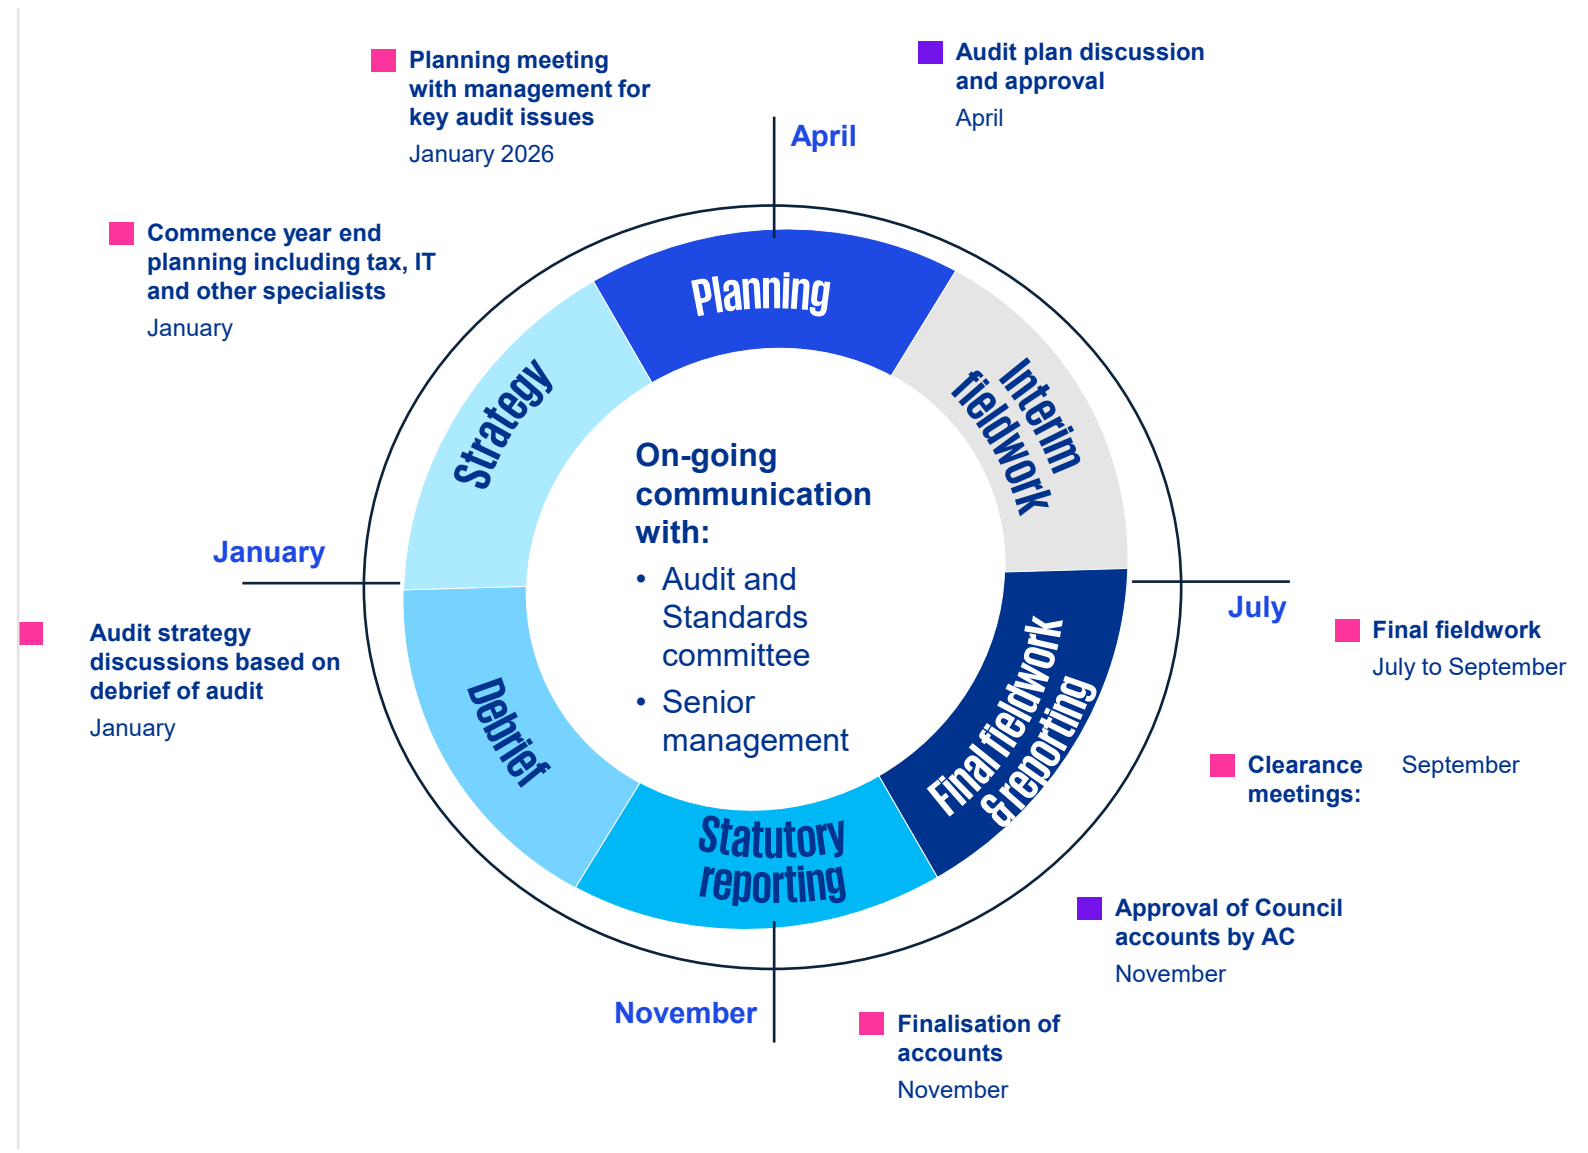 Planning meeting
with management for
key audit issues
January 2026
Audit plan discussion
and approval
April
April
Commence year end
planning including tax, IT
and other specialists
January
Planning
Strategy
Interim
fieldwork
On-going
communication
with:
• Audit and
Standards
committee
• Senior
management
January
July
Audit strategy
discussions based on
debrief of audit
January
Final fieldwork
July to September
Debrief
Final fieldwork
& reporting
Clearance
meetings:
September
Statutory
reporting
Approval of Council
accounts by AC
November
November
Finalisation of
accounts
November